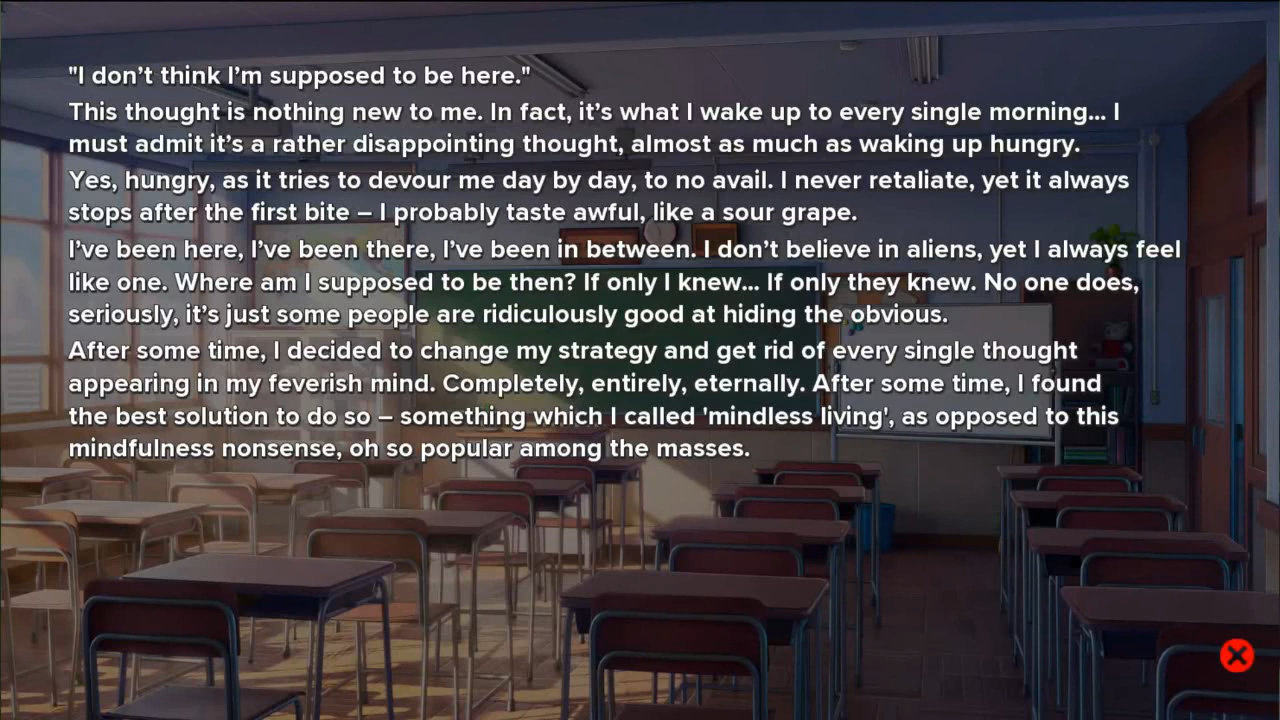 "I don’t think I’m supposed to be here."
This thought is nothing new to me. In fact, it’s what I wake up to every single morning... I
must admit it’s a rather disappointing thought, almost as much as waking up hungry.
Yes, hungry, as it tries to devour me day by day, to no avail. I never retaliate, yet it always
stops after the first bite – I probably taste awful, like a sour grape.
I’ve been here, I’ve been there, I’ve been in between. I don’t believe in aliens, yet I always feel
like one. Where am I supposed to be then? If only I knew... If only they knew. No one does,
seriously, it’s just some people are ridiculously good at hiding the obvious.
After some time, I decided to change my strategy and get rid of every single thought
appearing in my feverish mind. Completely, entirely, eternally. After some time, I found
the best solution to do so – something which I called 'mindless living', as opposed to this
mindfulness nonsense, oh so popular among the masses.